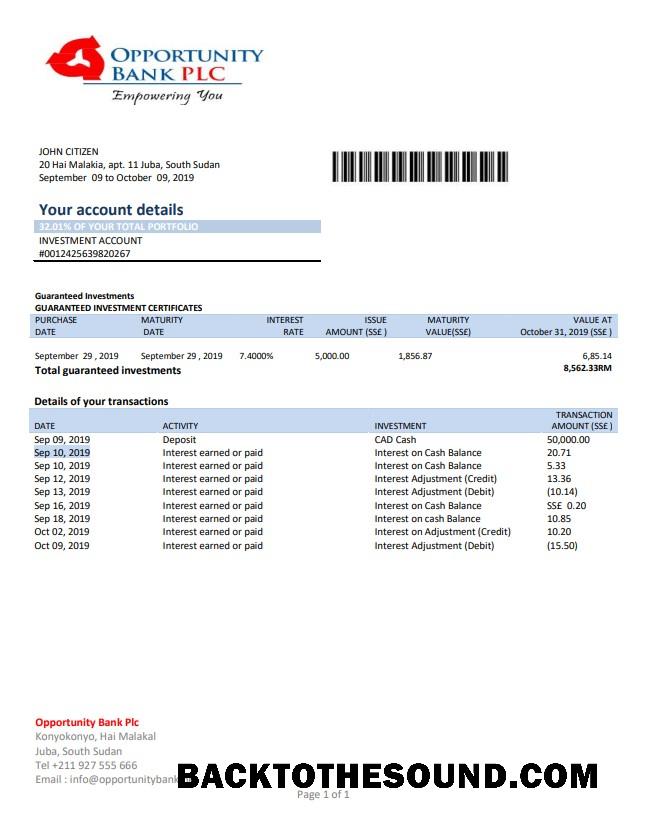 OPPORTUNITY
BANK PLC
Empowering You
JOHN CITIZEN
20 Hai Malakia, apt. 11 Juba, South Sudan
September 09 to October 09, 2019
Your account details
32.01% OF YOUR TOTAL PORTFOLIO
INVESTMENT ACCOUNT
#0012425639820267
Guaranteed Investments
GUARANTEED INVESTMENT CERTIFICATES
PURCHASE MATURITY INTEREST ISSUE MATURITY VALUE AT
DATE DATE RATE AMOUNT (SS£ ) VALUE(SS£) October 31, 2019 (SS£ )
September 29 , 2019 September 29 , 2019 7.4000% 5,000.00 1,856.87 6,85.14
Total guaranteed investments 8,562.33RM
Details of your transactions
TRANSACTION
DATE ACTIVITY INVESTMENT AMOUNT (SS£ )
Sep 09, 2019 Deposit CAD Cash 50,000.00
Sep 10, 2019 Interest earned or paid Interest on Cash Balance 20.71
Sep 10, 2019 Interest earned or paid Interest on Cash Balance 5.33
Sep 12, 2019 Interest earned or paid Interest Adjustment (Credit) 13.36
Sep 13, 2019 Interest earned or paid Interest Adjustment (Debit) (10.14)
Sep 16, 2019 Interest earned or paid Interest on Cash Balance SS£ 0.20
Sep 18, 2019 Interest earned or paid Interest on cash Balance 10.85
Oct 02, 2019 Interest earned or paid Interest on Adjustment (Credit) 10.20
Oct 09, 2019 Interest earned or paid Interest Adjustment (Debit) (15.50)
Opportunity Bank Plc
Konyokonyo, Hai Malakal
Juba, South Sudan
Tel +211 927 555 666
Email : info@opportunitybank
BACKTOTHESOUND.COM
Page 1 of 1